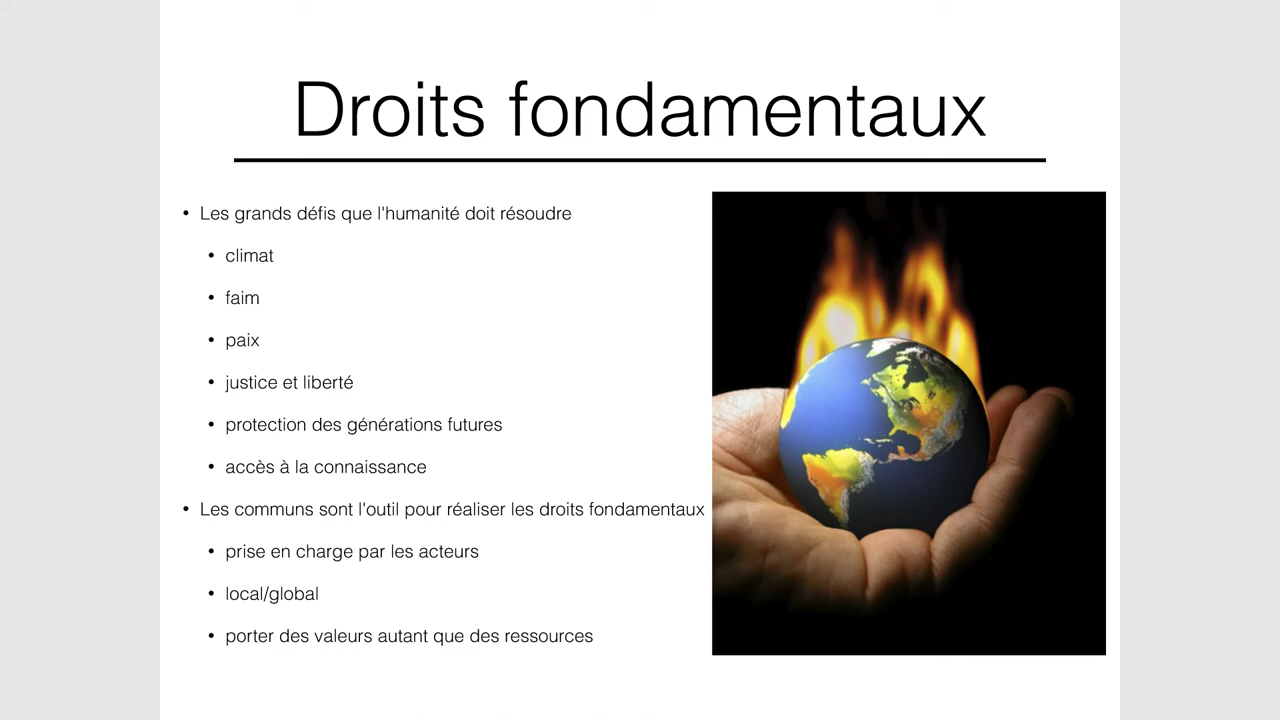 Droits fondamentaux
• Les grands défis que l'humanité doit résoudre
• climat
• faim
• paix
• justice et liberté
• protection des générations futures
• accès à la connaissance
• Les communs sont l'outil pour réaliser les droits fondamentaux
• prise en charge par les acteurs
• local/global
• porter des valeurs autant que des ressources